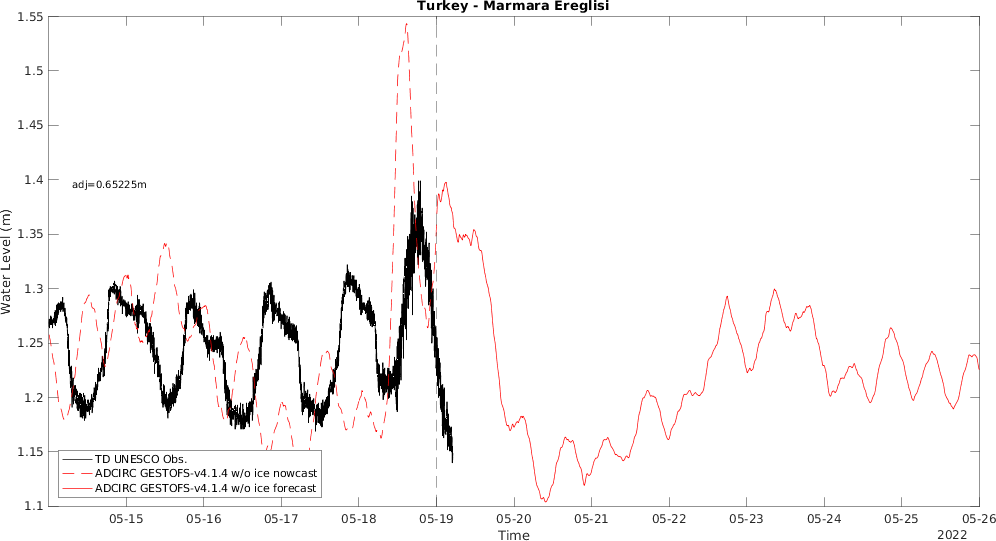 Turkey - Marmara Ereglisi
1.55
1.5
1.45
1.4
1.35
1.3
1.25
1.2
1.15
1.1
Water Level (m)
adj=0.65225m
TD UNESCO Obs.
ADCIRC GESTOFS-v4.1.4 w/o ice nowcast
ADCIRC GESTOFS-v4.1.4 w/o ice forecast
05-15 05-16 05-17 05-18 05-19 05-20 05-21 05-22 05-23 05-24 05-25 05-26
Time
2022